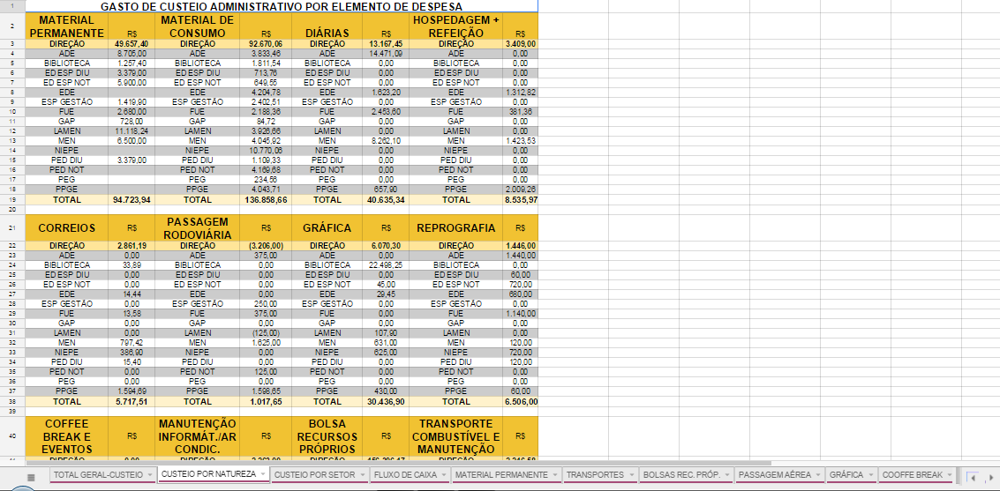 1 GASTO DE CUSTEIO ADMINISTRATIVO POR ELEMENTO DE DESPESA
2 MATERIAL PERMANENTE R$ MATERIAL DE CONSUMO R$ DIÁRIAS R$ HOSPEDAGEM + REFEIÇÃO R$
3 DIREÇÃO 49.657,40 DIREÇÃO 92.670,06 DIREÇÃO 13.167,45 DIREÇÃO 3.409,00
4 ADE 8.705,00 ADE 3.833,46 ADE 14.471,09 ADE 0,00
5 BIBLIOTECA 1.257,40 BIBLIOTECA 1.811,54 BIBLIOTECA 0,00 BIBLIOTECA 0,00
6 ED ESP DIU 3.379,00 ED ESP DIU 713,76 ED ESP DIU 0,00 ED ESP DIU 0,00
7 ED ESP NOT 5.900,00 ED ESP NOT 649,55 ED ESP NOT 0,00 ED ESP NOT 0,00
8 EDE EDE 4.204,78 EDE 1.623,20 EDE 1.312,82
9 ESP GESTÃO 1.419,90 ESP GESTÃO 2.402,51 ESP GESTÃO 0,00 ESP GESTÃO 0,00
10 FUE 2.680,00 FUE 2.188,36 FUE 2.453,60 FUE 381,36
11 GAP 728,00 GAP 84,72 GAP 0,00 GAP 0,00
12 LAMEN 11.118,24 LAMEN 3.926,66 LAMEN 0,00 LAMEN 0,00
13 MEN 6.500,00 MEN 4.045,92 MEN 8.262,10 MEN 1.423,53
14 NIEPE NIEPE 10.770,06 NIEPE 0,00 NIEPE 0,00
15 PED DIU 3.379,00 PED DIU 1.109,33 PED DIU 0,00 PED DIU 0,00
16 PED NOT PED NOT 4.169,68 PED NOT 0,00 PED NOT 0,00
17 PEG PEG 234,56 PEG 0,00 PEG 0,00
18 PPGE PPGE 4.043,71 PPGE 657,90 PPGE 2.009,26
19 TOTAL 94.723,94 TOTAL 136.858,66 TOTAL 40.635,34 TOTAL 8.535,97
20
21 CORREIOS R$ PASSAGEM RODOVIÁRIA R$ GRÁFICA R$ REPROGRAFIA R$
22 DIREÇÃO 2.861,19 DIREÇÃO (3.206,00) DIREÇÃO 6.070,30 DIREÇÃO 1.446,00
23 ADE 0,00 ADE 375,00 ADE 0,00 ADE 1.440,00
24 BIBLIOTECA 33,89 BIBLIOTECA 0,00 BIBLIOTECA 22.498,25 BIBLIOTECA 0,00
25 ED ESP DIU 0,00 ED ESP DIU 0,00 ED ESP DIU 0,00 ED ESP DIU 60,00
26 ED ESP NOT 0,00 ED ESP NOT 0,00 ED ESP NOT 45,00 ED ESP NOT 720,00
27 EDE 14,44 EDE 0,00 EDE 29,45 EDE 680,00
28 ESP GESTÃO 0,00 ESP GESTÃO 250,00 ESP GESTÃO 0,00 ESP GESTÃO 0,00
29 FUE 13,58 FUE 375,00 FUE 0,00 FUE 1.140,00
30 GAP 0,00 GAP 0,00 GAP 0,00 GAP 0,00
31 LAMEN 0,00 LAMEN (125,00) LAMEN 107,90 LAMEN 0,00
32 MEN 797,42 MEN 1.625,00 MEN 631,00 MEN 120,00
33 NIEPE 386,90 NIEPE 0,00 NIEPE 625,00 NIEPE 720,00
34 PED DIU 15,40 PED DIU 0,00 PED DIU 0,00 PED DIU 120,00
35 PED NOT 0,00 PED NOT 125,00 PED NOT 0,00 PED NOT 0,00
36 PEG 0,00 PEG 0,00 PEG 0,00 PEG 0,00
37 PPGE 1.594,69 PPGE 1.598,65 PPGE 430,00 PPGE 60,00
38 TOTAL 5.717,51 TOTAL 1.017,65 TOTAL 30.436,90 TOTAL 6.506,00
39
40 COFFEE BREAK E EVENTOS R$ MANUTENÇÃO INFORMÁT./AR CONDIC. R$ BOLSA RECURSOS PRÓPRIOS R$ TRANSPORTE COMBUSTÍVEL E MANUTENÇÃO R$
TOTAL GERAL-CUSTEIO CUSTEIO POR NATUREZA CUSTEIO POR SETOR FLUXO DE CAIXA MATERIAL PERMANENTE TRANSPORTES BOLSAS REC. PRÓP. PASSAGEM AÉREA GRÁFICA COOFFE BREAK